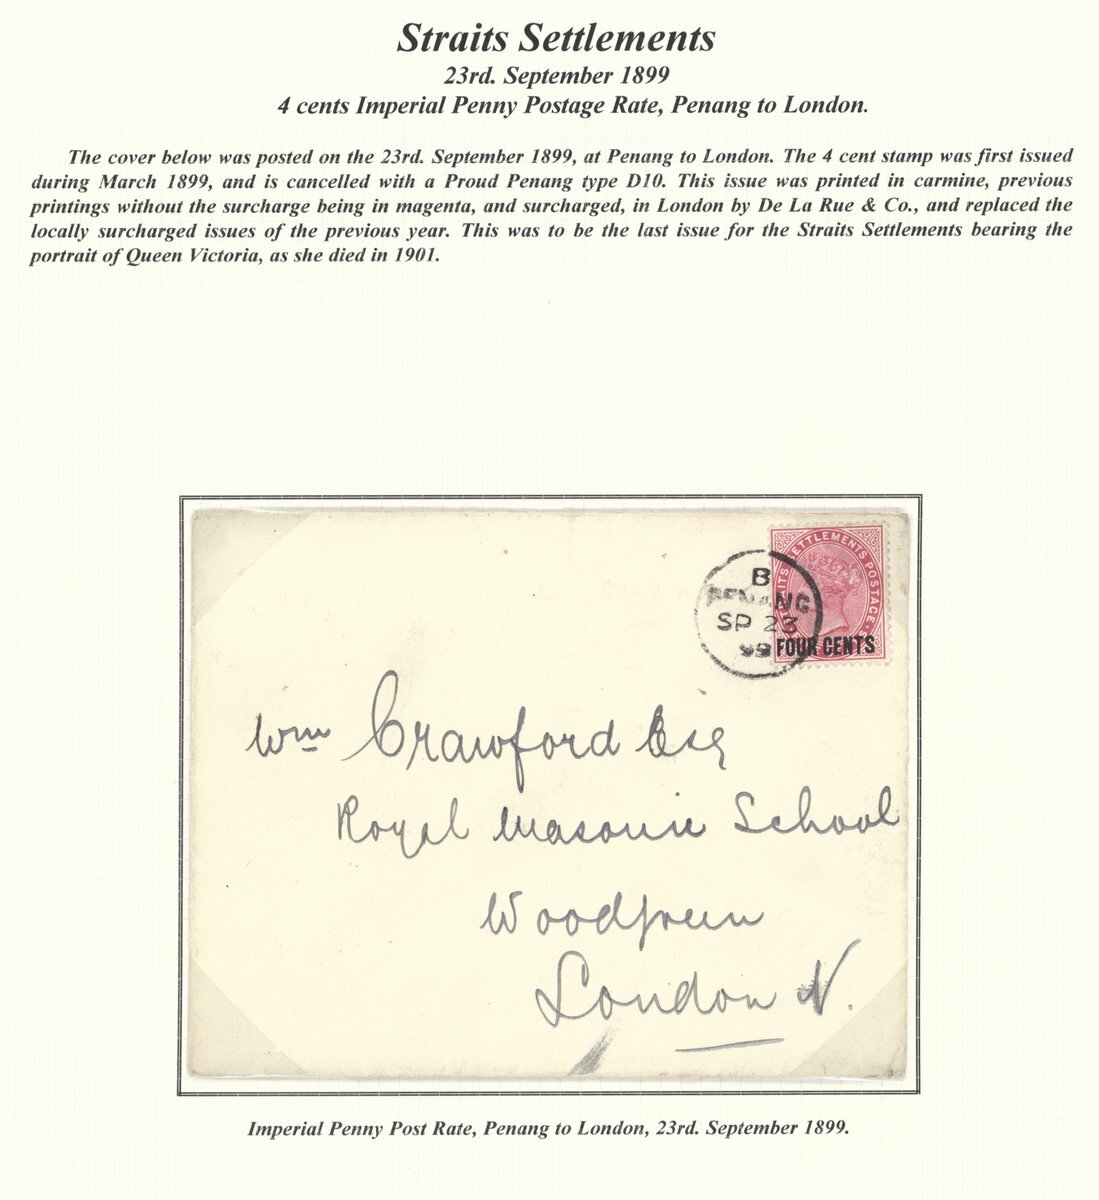 Straits Settlements
23rd. September 1899
4 cents Imperial Penny Postage Rate, Penang to London.
The cover below was posted on the 23rd. September 1899, at Penang to London. The 4 cent stamp was first issued
during March 1899, and is cancelled with a Proud Penang type D10. This issue was printed in carmine, previous
printings without the surcharge being in magenta, and surcharged, in London by De La Rue & Co., and replaced the
locally surcharged issues of the previous year. This was to be the last issue for the Straits Settlements bearing the
portrait of Queen Victoria, as she died in 1901.
STRAITS SETTLEMENTS POSTAGE
FOUR CENTS
B
PENANG
SP 23
99
Wm Crawford Esq
Royal Masonic School
Woodgreen
London N.
Imperial Penny Post Rate, Penang to London, 23rd. September 1899.